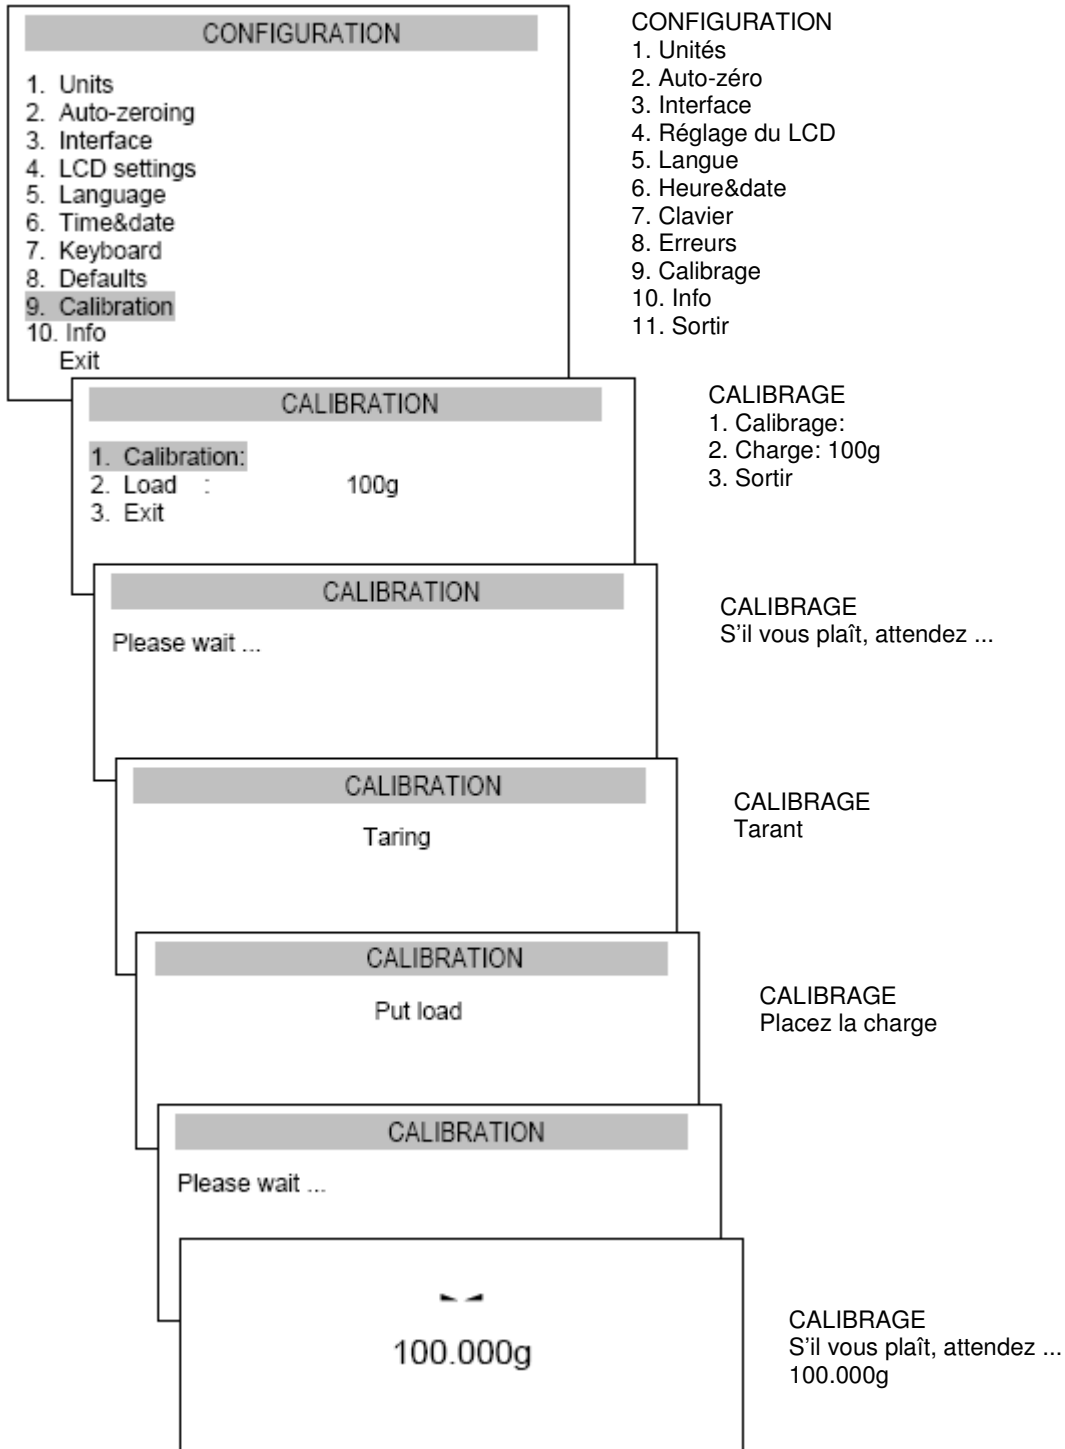 CONFIGURATION
1. Units
2. Auto-zeroing
3. Interface
4. LCD settings
5. Language
6. Time&date
7. Keyboard
8. Defaults
9. Calibration
10. Info
Exit
CONFIGURATION
1. Unités
2. Auto-zéro
3. Interface
4. Réglage du LCD
5. Langue
6. Heure&date
7. Clavier
8. Erreurs
9. Calibrage
10. Info
11. Sortir
CALIBRATION
1. Calibration:
2. Load : 100g
3. Exit
CALIBRAGE
1. Calibrage:
2. Charge: 100g
3. Sortir
CALIBRATION
Please wait ...
CALIBRAGE
S'il vous plaît, attendez ...
CALIBRATION
Taring
CALIBRAGE
Tarant
CALIBRATION
Put load
CALIBRAGE
Placez la charge
CALIBRATION
Please wait ...
100.000g
CALIBRAGE
S'il vous plaît, attendez ...
100.000g